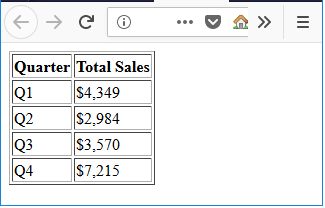 Quarter Total Sales
Q1 $4,349
Q2 $2,984
Q3 $3,570
Q4 $7,215